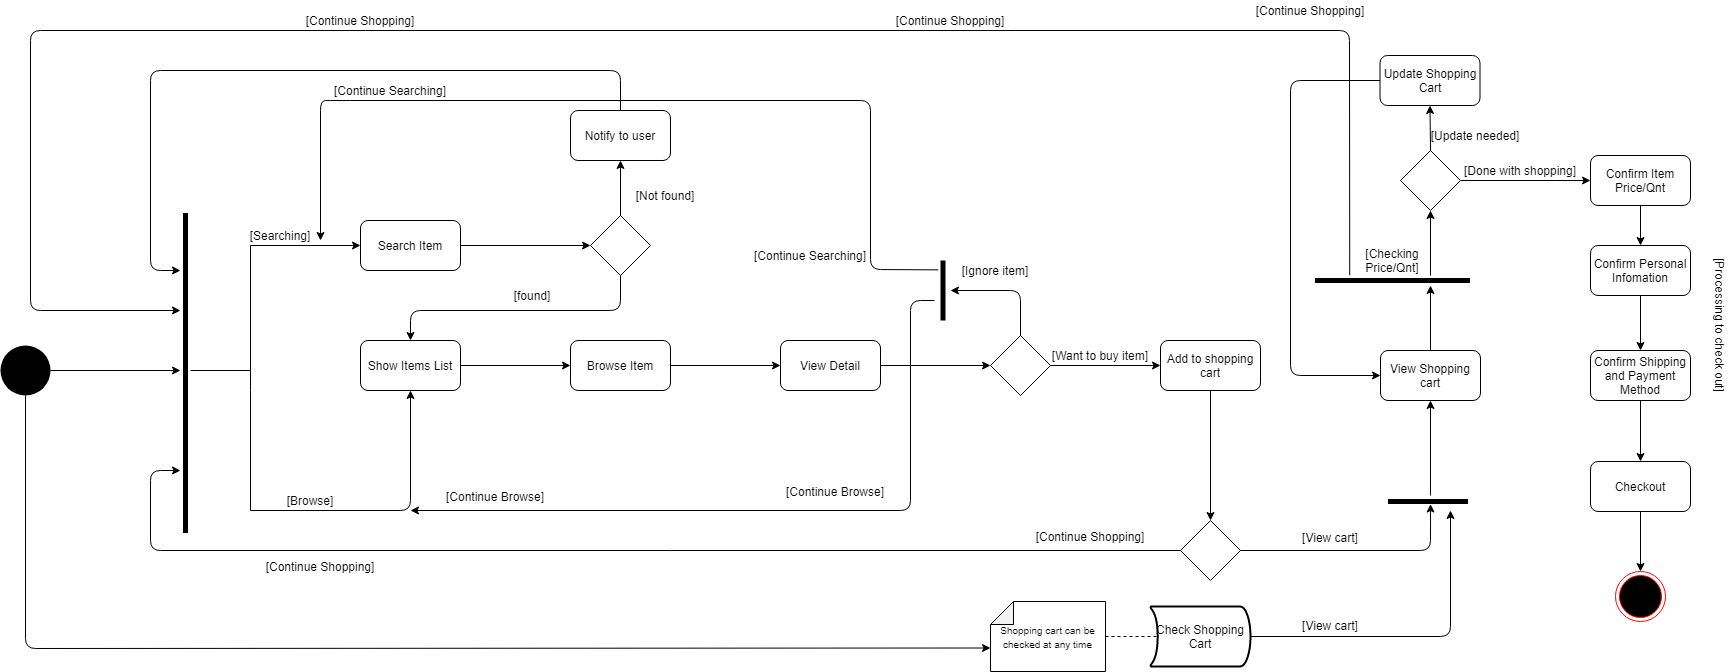 [Continue Shopping]
[Continue Shopping]
[Continue Shopping]
Update Shopping
Cart
[Continue Searching]
Notify to user
[Update needed]
[Done with shopping]
Confirm Item
Price/Qnt
[Not found]
[Searching]
Search Item
[Continue Searching]
[Ignore item]
[Checking
Price/Qnt]
Confirm Personal
Infomation
[Processing to check out]
[found]
Show Items List
Browse Item
View Detail
[Want to buy item]
Add to shopping
cart
View Shopping
cart
Confirm Shipping
and Payment
Method
[Browse]
[Continue Browse]
[Continue Browse]
Checkout
[Continue Shopping]
[View cart]
[Continue Shopping]
Shopping cart can be
checked at any time
Check Shopping
Cart
[View cart]